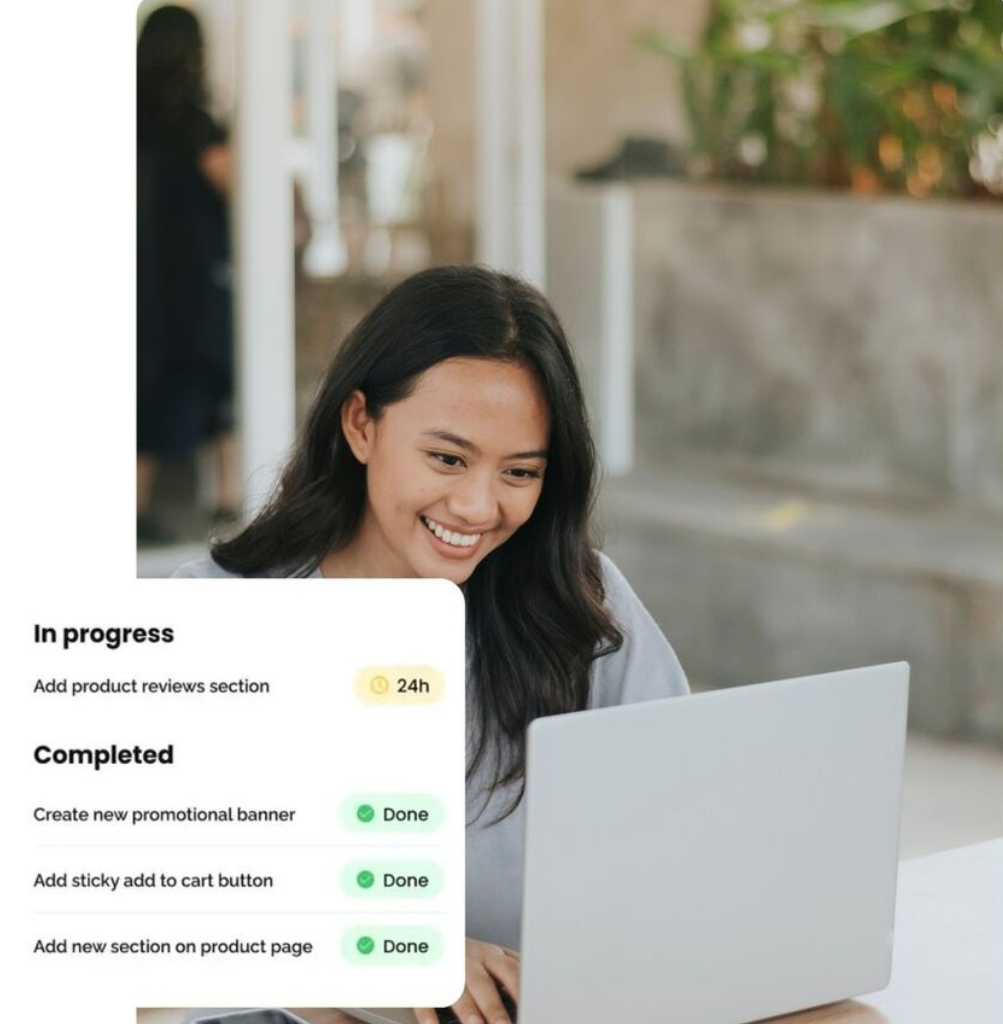 In progress
Add product reviews section 24h
Completed
Create new promotional banner Done
Add sticky add to cart button Done
Add new section on product page Done